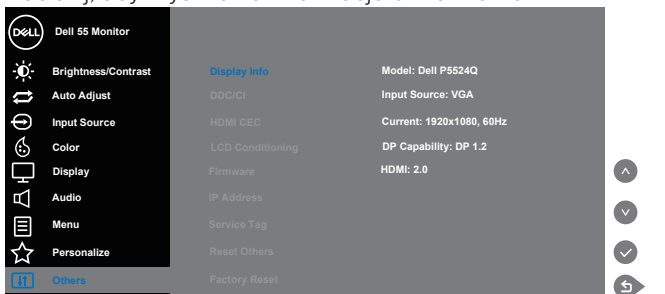 DELL
Dell 55 Monitor
Brightness/Contrast
Auto Adjust
Input Source
Color
Display
Audio
Menu
Personalize
Others
Display Info
DDC/CI
HDMI CEC
LCD Conditioning
Firmware
IP Address
Service Tag
Reset Others
Factory Reset
Model: Dell P5524Q
Input Source: VGA
Current: 1920x1080, 60Hz
DP Capability: DP 1.2
HDMI: 2.0